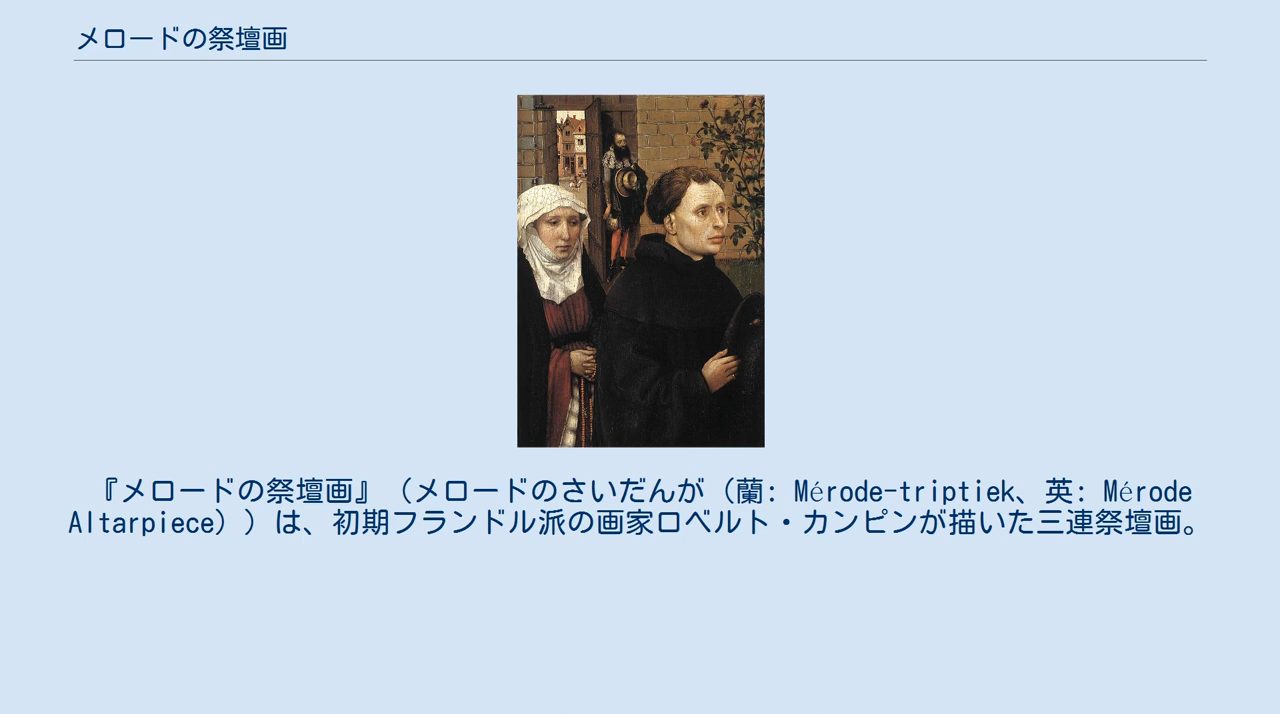 メロードの祭壇画
『メロードの祭壇画』（メロードのさいだんが（蘭: Mérode-triptiek、英: Mérode
Altarpiece））は、初期フランドル派の画家ロベルト・カンピンが描いた三連祭壇画。